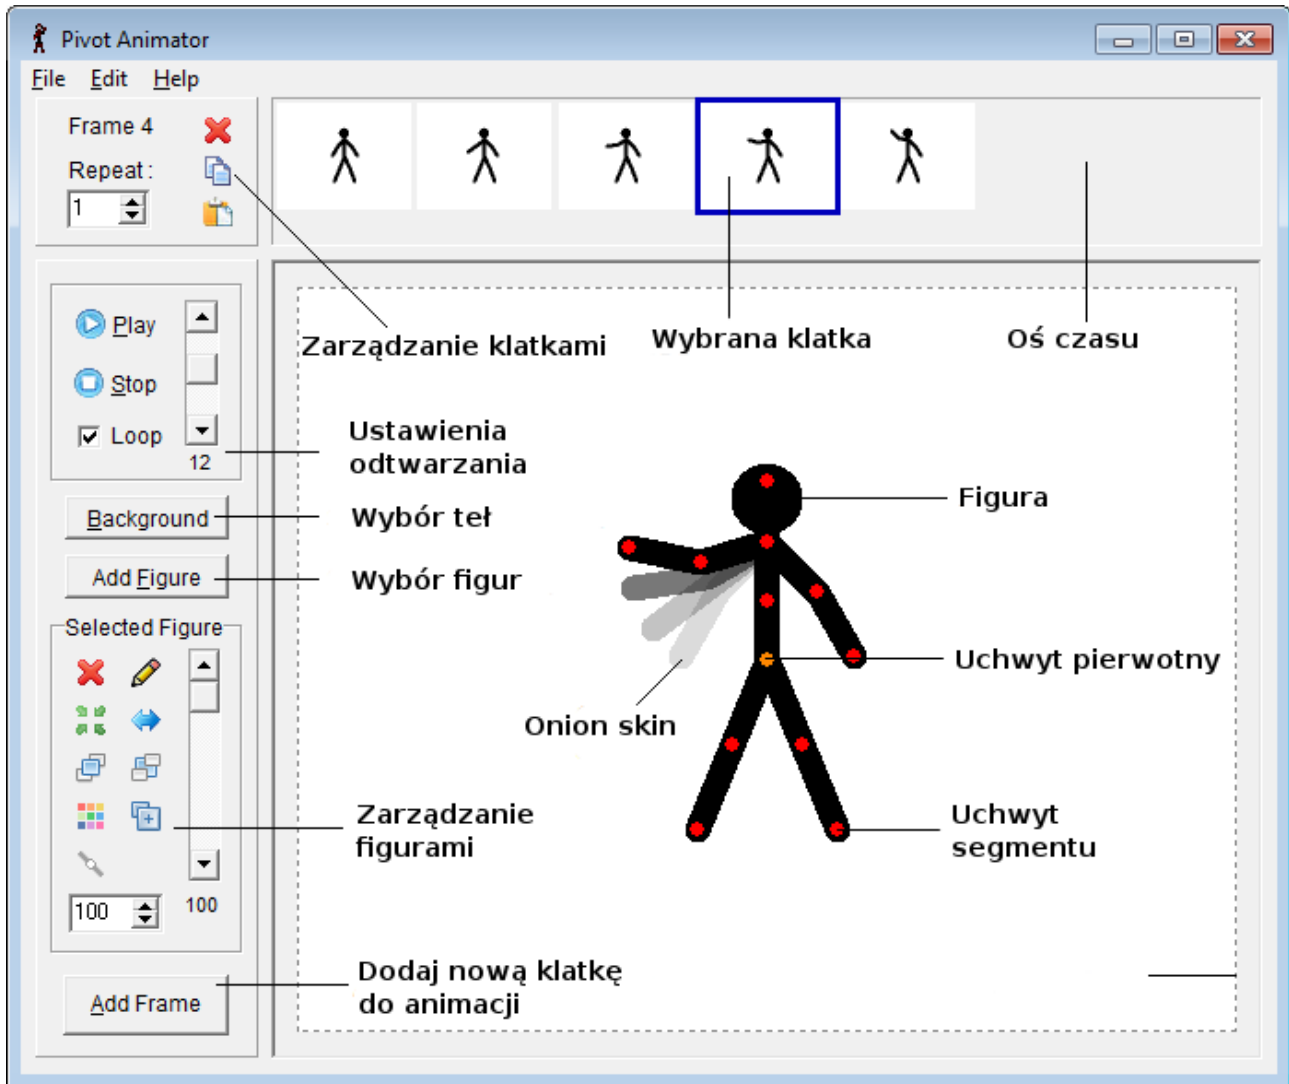 Pivot Animator
File Edit Help
Frame 4
Repeat :
1
Play
Stop
Loop
12
Background
Add Figure
Selected Figure
100
100
Add Frame
Zarządzanie klatkami
Wybrana klatka
Oś czasu
Ustawienia
odtwarzania
Wybór teł
Wybór figur
Figura
Uchwyt pierwotny
Onion skin
Zarządzanie
figurami
Uchwyt
segmentu
Dodaj nową klatkę
do animacji